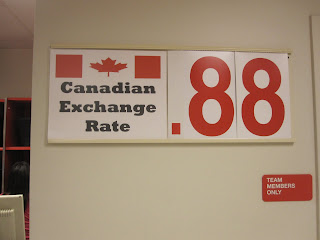 Canadian
Exchange
Rate
.88
TEAM
MEMBERS
ONLY